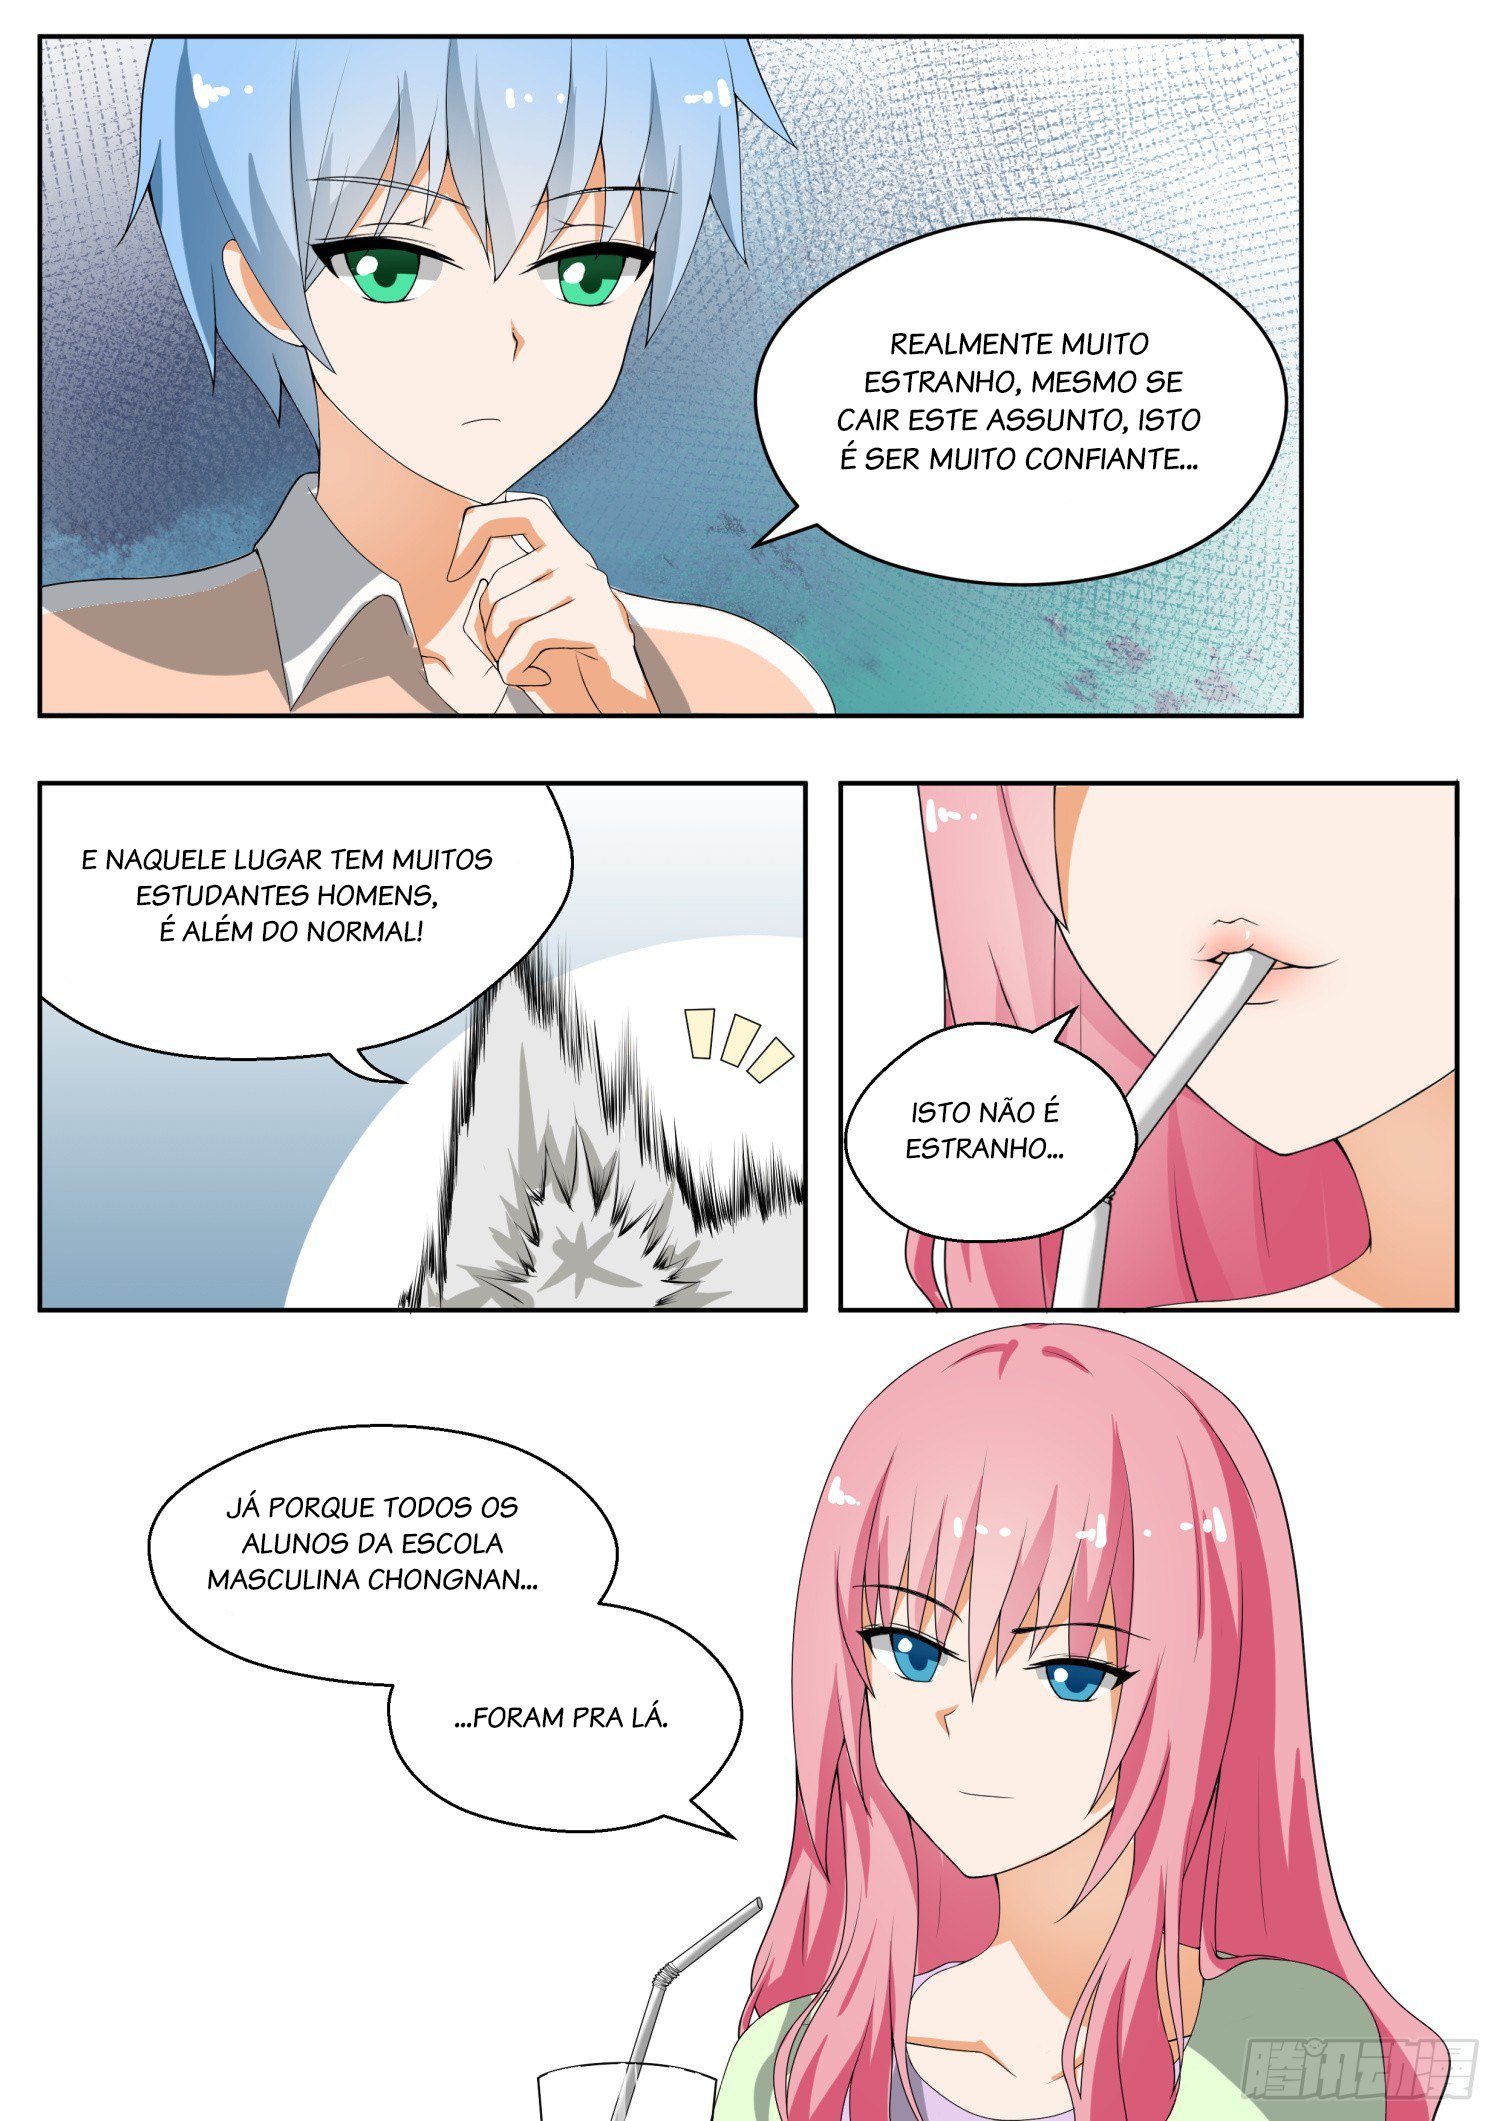 REALMENTE MUITO
ESTRANHO, MESMO SE
CAIR ESTE ASSUNTO, ISTO
É SER MUITO CONFIANTE...
E NAQUELE LUGAR TEM MUITOS
ESTUDANTES HOMENS,
É ALÉM DO NORMAL!
ISTO NÃO É
ESTRANHO...
JÁ PORQUE TODOS OS
ALUNOS DA ESCOLA
MASCULINA CHONGNAN...
...FORAM PRA LÁ.
腾讯动漫